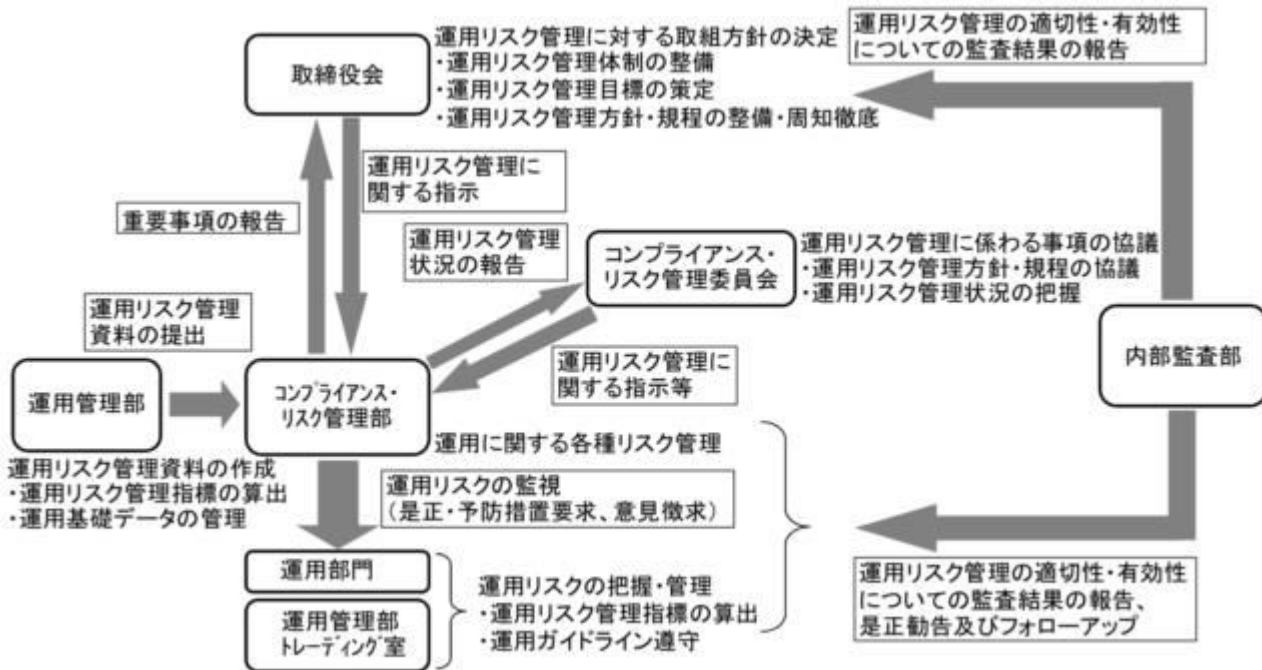 取締役会
運用リスク管理に対する取組方針の決定
・運用リスク管理体制の整備
・運用リスク管理目標の策定
・運用リスク管理方針・規程の整備・周知徹底
運用リスク管理の適切性・有効性
についての監査結果の報告
運用リスク管理に
関する指示
重要事項の報告
運用リスク管理
状況の報告
コンプライアンス・
リスク管理委員会
運用リスク管理に係わる事項の協議
・運用リスク管理方針・規程の協議
・運用リスク管理状況の把握
運用リスク管理
資料の提出
内部監査部
運用リスク管理に
関する指示等
運用管理部
コンプライアンス・
リスク管理部
運用に関する各種リスク管理
運用リスク管理資料の作成
・運用リスク管理指標の算出
・運用基礎データの管理
運用リスクの監視
(是正・予防措置要求、意見徴求)
運用部門
運用管理部
トレーディング室
運用リスクの把握・管理
・運用リスク管理指標の算出
・運用ガイドライン遵守
運用リスク管理の適切性・有効性
についての監査結果の報告、
是正勧告及びフォローアップ